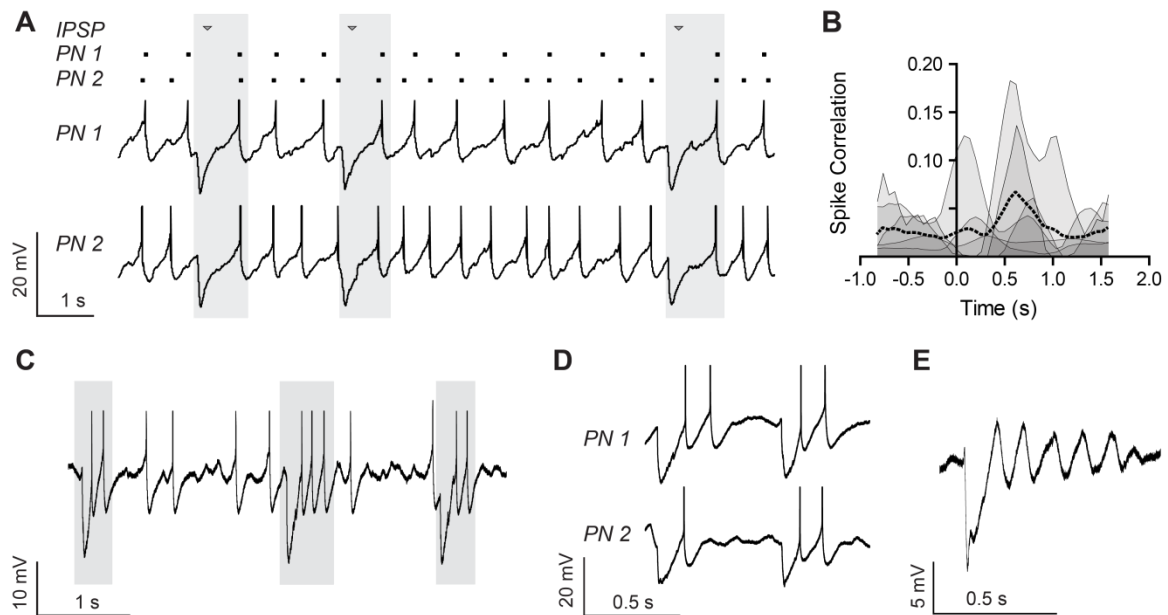 A
IPSP
PN 1
PN 2
PN 1
PN 2
20 mV
1 s
B
Spike Correlation
0.20
0.15
0.10
-1.0 -0.5 0.0 0.5 1.0 1.5 2.0
Time (s)
C
10 mV
1 s
D
PN 1
PN 2
20 mV
0.5 s
E
5 mV
0.5 s